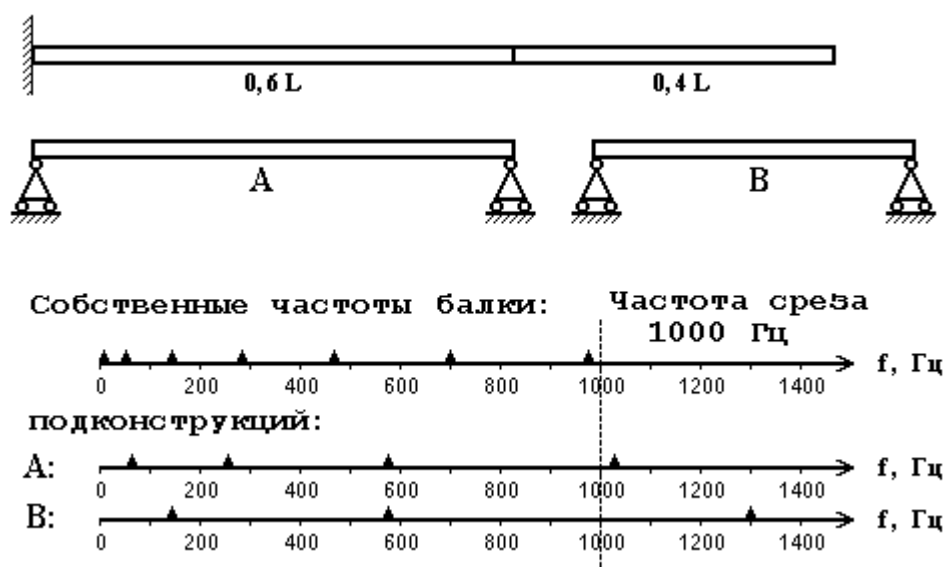 0,6 L 0,4 L
A B
Собственные частоты балки:
Частота среза
1000 Гц
0 200 400 600 800 1000 1200 1400 f, Гц
подконструкций:
A: 0 200 400 600 800 1000 1200 1400 f, Гц
B: 0 200 400 600 800 1000 1200 1400 f, Гц